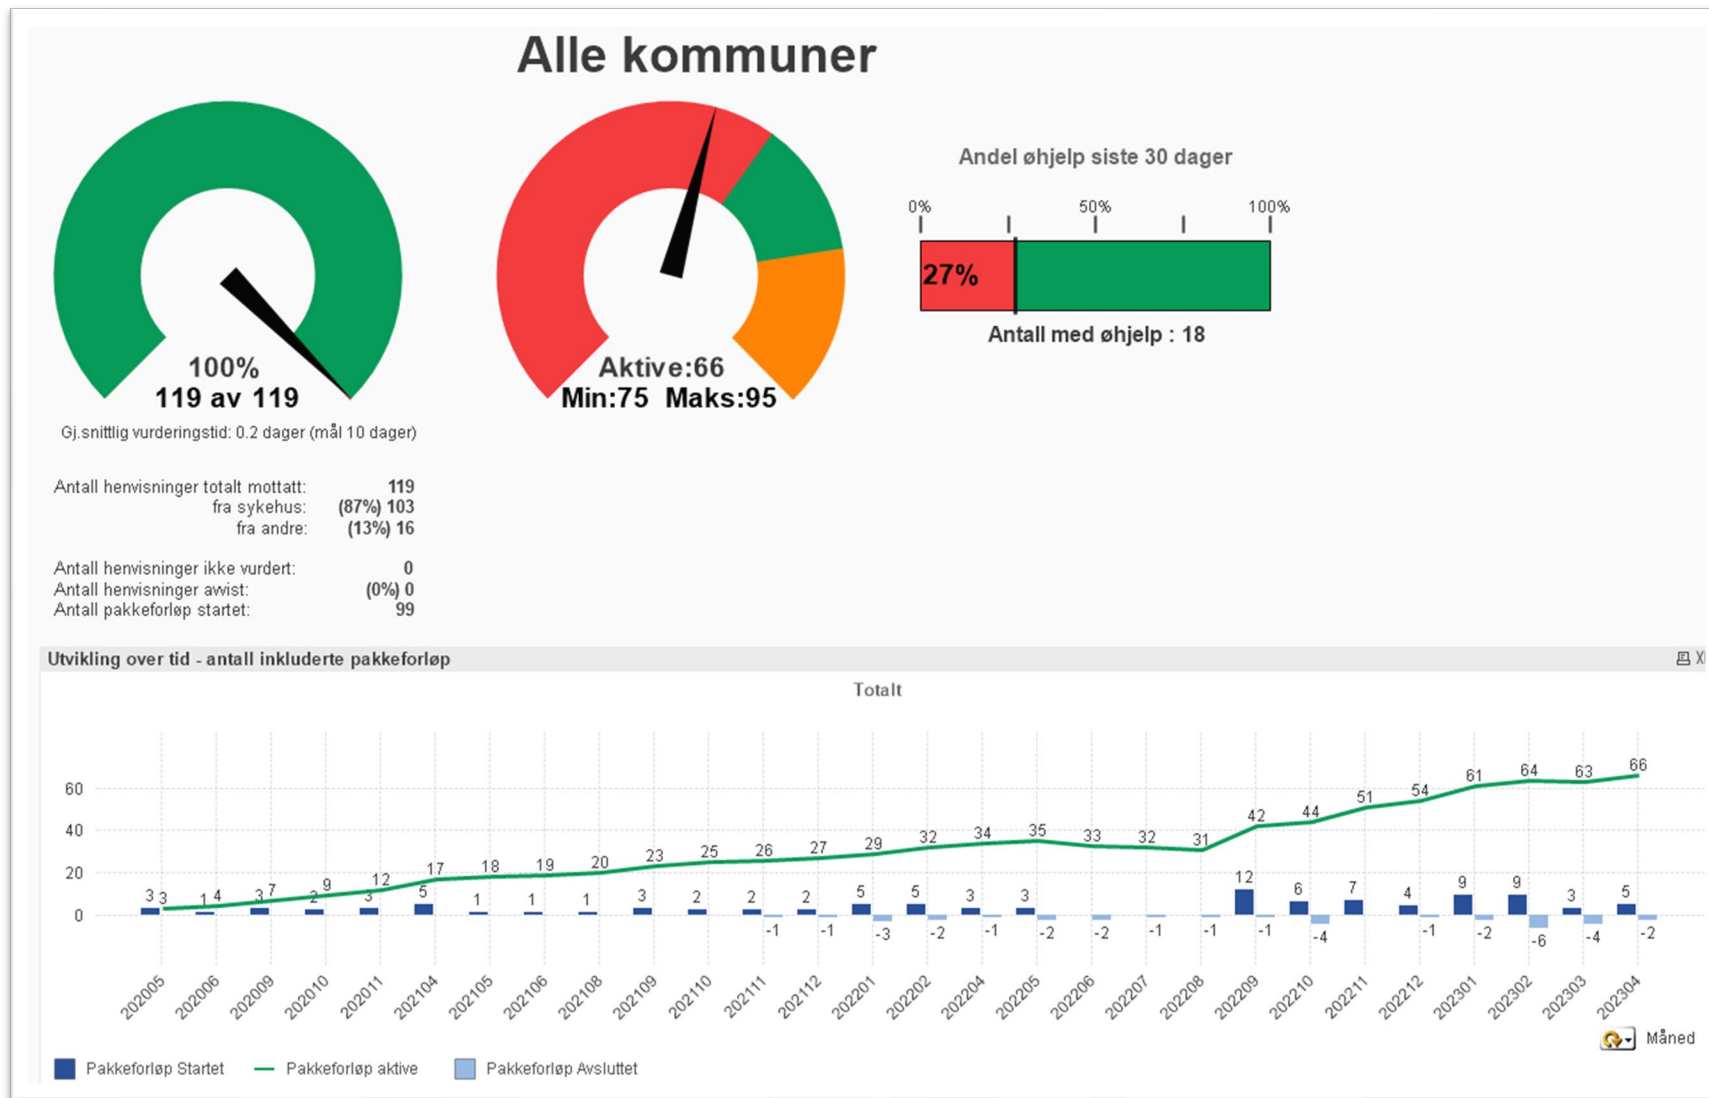 Alle kommuner
100%
119 av 119
Gj.snittlig vurderingstid: 0.2 dager (mål 10 dager)
Aktive:66
Min:75 Maks:95
Andel øhjelp siste 30 dager
0% 50% 100%
27%
Antall med øhjelp : 18
Antall henvisninger totalt mottatt: 119
fra sykehus: (87%) 103
fra andre: (13%) 16
Antall henvisninger ikke vurdert: 0
Antall henvisninger avvist: (0%) 0
Antall pakkeforløp startet: 99
Utvikling over tid - antall inkluderte pakkeforløp
Totalt
60
40
20
0
3 4 7 9 12 17 18 19 20 23 25 26 27 29 32 34 35 33 32 31 42 44 51 54 61 64 63 66
3 1 3 2 3 5 1 1 1 3 2 2 2 5 5 3 3 12 6 7 4 9 9 3 5
-1 -1 -3 -2 -1 -2 -2 -1 -1 -1 -4 -1 -2 -6 -4 -2
202005 202006 202009 202010 202011 202104 202105 202106 202108 202109 202110 202111 202112 202201 202202 202204 202205 202206 202207 202208 202209 202210 202211 202212 202301 202302 202303 202304
Måned
Pakkeforløp Startet Pakkeforløp aktive Pakkeforløp Avsluttet